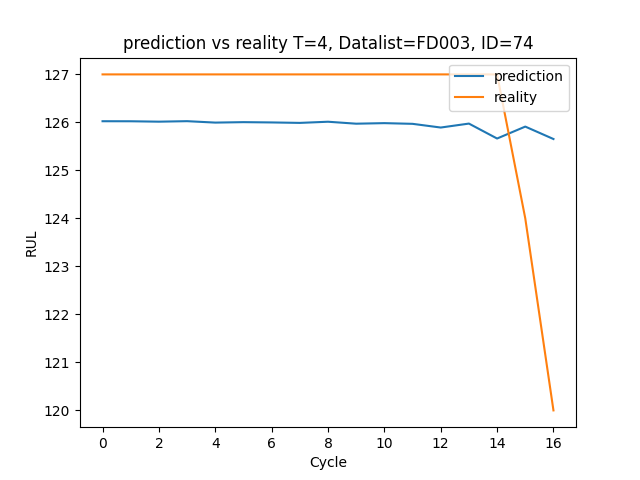 prediction vs reality T=4, Datalist=FD003, ID=74
127
prediction
reality
126
125
124
123
122
121
120
RUL
0 2 4 6 8 10 12 14 16
Cycle